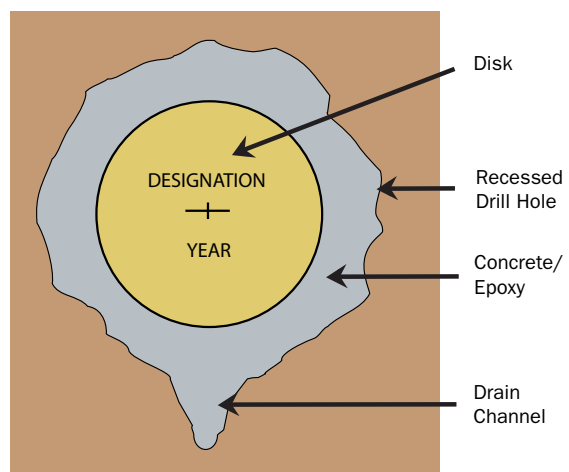 Disk
DESIGNATION
YEAR
Recessed
Drill Hole
Concrete/
Epoxy
Drain
Channel